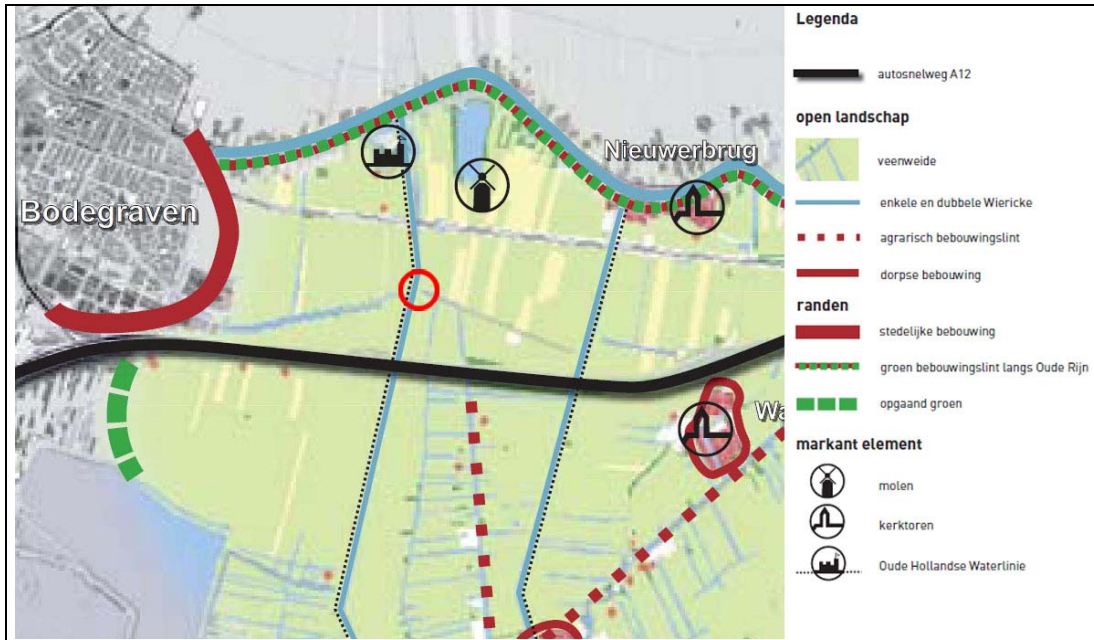 Bodegraven
Nieuwerbrug
Wa
Legenda
autosnelweg A12
open landschap
veenweide
enkele en dubbele Wiericke
agrarisch bebouwingslint
dorpse bebouwing
randen
stedelijke bebouwing
groen bebouwingslint langs Oude Rijn
opgaand groen
markant element
molen
kerktoren
Oude Hollandse Waterlinie